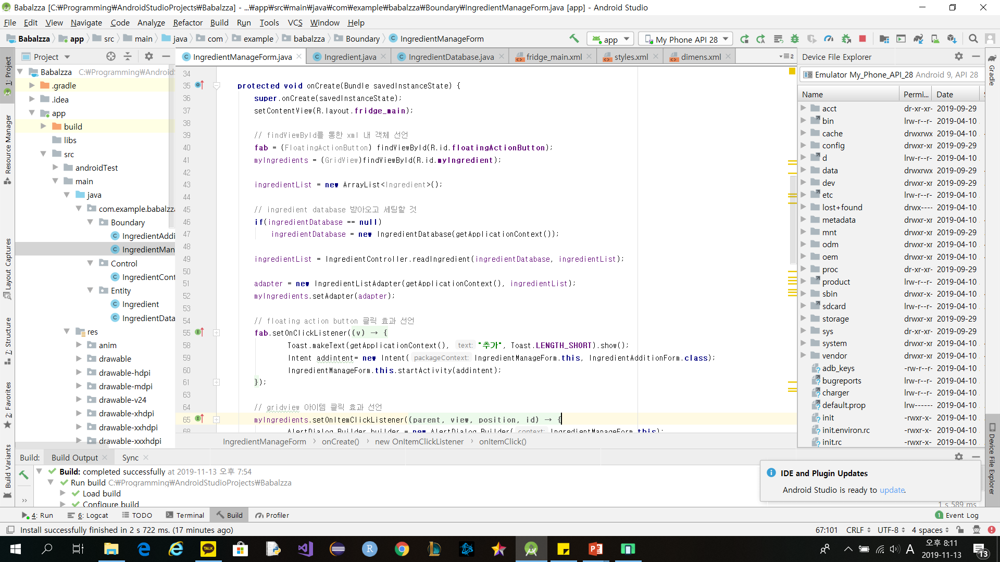 Babalzza [C:₩Programming₩AndroidStudioProjects₩Babalzza] - ...₩app₩src₩main₩java₩com₩example₩babalzza₩Boundary₩IngredientManageForm.java [app] - Android Studio
File Edit View Navigate Code Analyze Refactor Build Run Tools VCS Window Help
Babalzza app src main java com example babalzza Boundary IngredientManageForm app My Phone API 28
Project IngredientManageForm.java Ingredient.java IngredientDatabase.java fridge_main.xml styles.xml dimens.xml 2 Device File Explorer
1: Project
Resource Manager
Layout Captures
7: Structure
2: Favorites
Build Variants
Babalzza C:₩Programming₩Android
.gradle
.idea
app
build
libs
src
androidTest
main
java
com.example.babalzza
Boundary
IngredientAddi
IngredientMan
Control
IngredientCont
Entity
Ingredient
IngredientData
res
anim
drawable
drawable-hdpi
drawable-mdpi
drawable-v24
drawable-xhdpi
drawable-xxhdpi
drawable-xxxhdpi
34
35 protected void onCreate(Bundle savedInstanceState) {
36 super.onCreate(savedInstanceState);
37 setContentView(R.layout.fridge_main);
38
39 // findViewById를 통한 xml 내 객체 선언
40 fab = (FloatingActionButton) findViewById(R.id.floatingActionButton);
41 myIngredients = (GridView)findViewById(R.id.myIngredient);
42
43 ingredientList = new ArrayList<Ingredient>();
44
45 // ingredient database 받아오고 세팅할 것
46 if(ingredientDatabase == null)
47 ingredientDatabase = new IngredientDatabase(getApplicationContext());
48
49 ingredientList = IngredientController.readIngredient(ingredientDatabase, ingredientList);
50
51 adapter = new IngredientListAdapter(getApplicationContext(), ingredientList);
52 myIngredients.setAdapter(adapter);
53
54 // floating action button 클릭 효과 선언
55 fab.setOnClickListener((v) → {
58 Toast.makeText(getApplicationContext(), text: "추가", Toast.LENGTH_SHORT).show();
59 Intent addintent= new Intent( packageContext: IngredientManageForm.this, IngredientAdditionForm.class);
60 IngredientManageForm.this.startActivity(addintent);
61 });
63
64 // gridview 아이템 클릭 효과 선언
65 myIngredients.setOnItemClickListener((parent, view, position, id) → {
68 AlertDialog.Builder builder = new AlertDialog.Builder( context: IngredientManageForm.this);
IngredientManageForm onCreate() new OnItemClickListener onItemClick()
Emulator My_Phone_API_28 Android 9, API 28
Name Permi... Date
acct dr-xr-xr- 2019-09-29
bin lrw-r--r- 2019-04-10
cache drwxrwx 2019-04-10
config drwxr-xr 2019-09-29
d lrw-r--r- 2019-04-10
data drwxrwx 2019-09-29
dev drwxr-xr 2019-09-29
etc lrw-r--r- 2019-04-10
lost+found drwx---- 2019-04-10
metadata drwxr-xr 2019-04-10
mnt drwxr-xr 2019-09-29
odm drwxr-xr 2019-04-10
oem drwxr-xr 2019-04-10
proc dr-xr-xr- 2019-09-29
product lrw-r--r- 2019-04-10
sbin drwxr-x- 2019-04-10
sdcard lrw-r--r- 2019-04-10
storage drwxr-xr 2019-09-29
sys dr-xr-xr- 2019-09-29
system drwxr-xr 2019-04-10
vendor drwxr-xr 2019-04-10
adb_keys -rw-r--r- 2019-04-10
bugreports lrw-r--r- 2019-04-10
charger lrw-r--r- 2019-04-10
default.prop lrw------ 2019-04-10
init -rwxr-x- 2019-04-10
init.environ.rc -rwxr-x- 2019-04-10
init.rc -rwxr-x- 2019-04-10
Gradle
Device File Explorer
Build: Build Output Sync
Build: completed successfully at 2019-11-13 오후 7:54
Run build C:₩Programming₩AndroidStudioProjects₩Babalzza
Load build
Configure build
1 s 589 ms
IDE and Plugin Updates
Android Studio is ready to update.
4: Run 6: Logcat TODO Terminal Build Profiler 1 Event Log
Install successfully finished in 2 s 722 ms. (17 minutes ago) 67:101 CRLF UTF-8 4 spaces
TALK R A 오후 8:11
2019-11-13 13